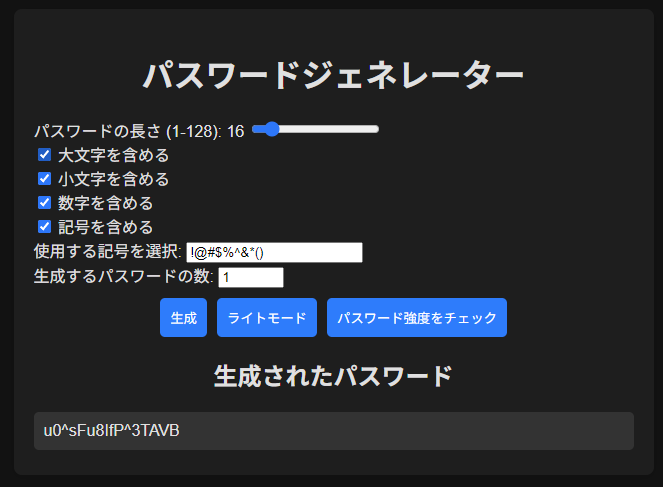 パスワードジェネレーター
パスワードの長さ (1-128): 16
大文字を含める
小文字を含める
数字を含める
記号を含める
使用する記号を選択: !@#$%^&*()
生成するパスワードの数: 1
生成 ライトモード パスワード強度をチェック
生成されたパスワード
u0^sFu8lfP^3TAVB